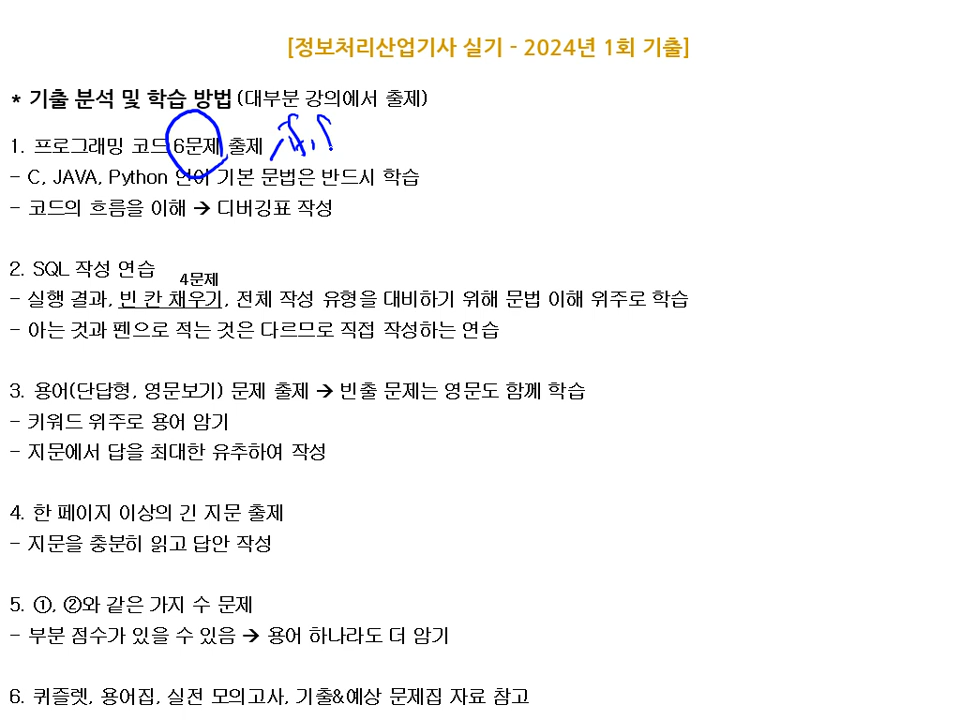 [정보처리산업기사 실기 - 2024년 1회 기출]
* 기출 분석 및 학습 방법 (대부분 강의에서 출제)
1. 프로그래밍 코드 6문제 출제
- C, JAVA, Python 언어 기본 문법은 반드시 학습
- 코드의 흐름을 이해 → 디버깅표 작성
2. SQL 작성 연습
4문제
- 실행 결과, 빈 칸 채우기, 전체 작성 유형을 대비하기 위해 문법 이해 위주로 학습
- 아는 것과 펜으로 적는 것은 다르므로 직접 작성하는 연습
3. 용어(단답형, 영문보기) 문제 출제 → 빈출 문제는 영문도 함께 학습
- 키워드 위주로 용어 암기
- 지문에서 답을 최대한 유추하여 작성
4. 한 페이지 이상의 긴 지문 출제
- 지문을 충분히 읽고 답안 작성
5. ①, ②와 같은 가지 수 문제
- 부분 점수가 있을 수 있음 → 용어 하나라도 더 암기
6. 퀴즐렛, 용어집, 실전 모의고사, 기출&예상 문제집 자료 참고